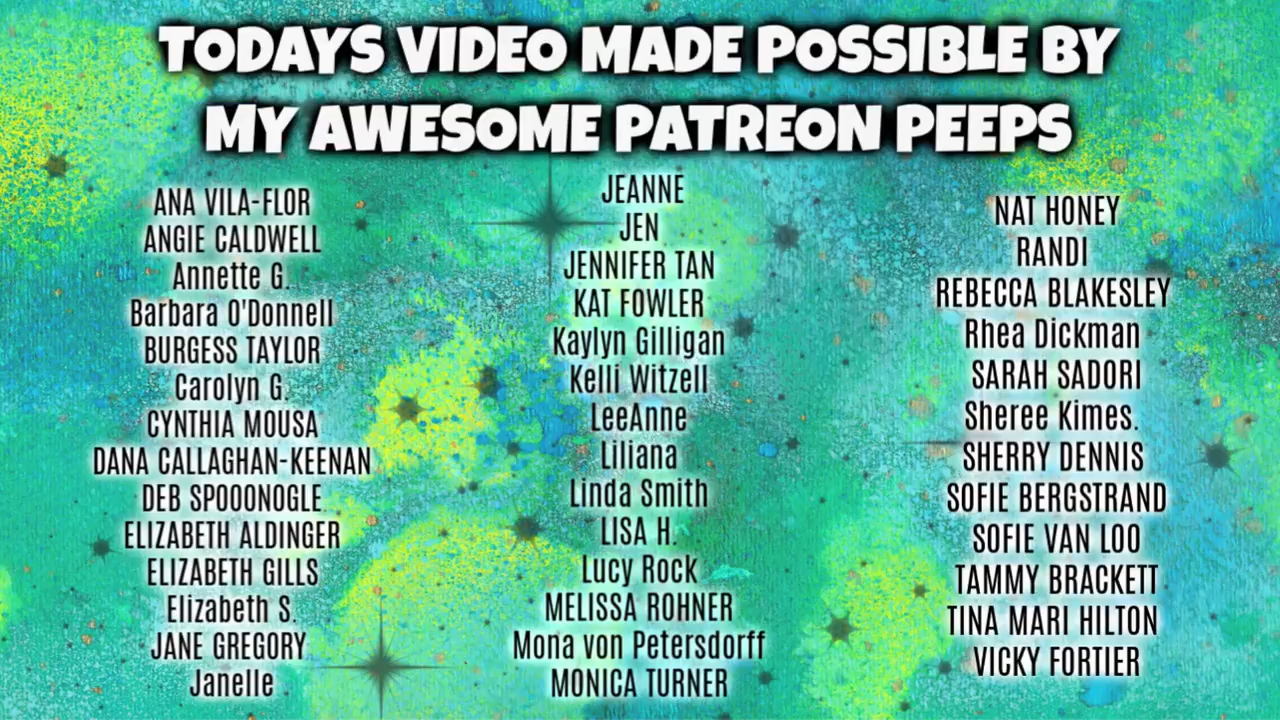 TODAYS VIDEO MADE POSSIBLE BY
MY AWESOME PATREON PEEPS
ANA VILA-FLOR
ANGIE CALDWELL
Annette G.
Barbara O'Donnell
BURGESS TAYLOR
Carolyn G.
CYNTHIA MOUSA
DANA CALLAGHAN-KEENAN
DEB SPOOONOGLE
ELIZABETH ALDINGER
ELIZABETH GILLS
Elizabeth S.
JANE GREGORY
Janelle
JEANNE
JEN
JENNIFER TAN
KAT FOWLER
Kaylyn Gilligan
Kelli Witzell
LeeAnne
Liliana
Linda Smith
LISA H.
Lucy Rock
MELISSA ROHNER
Mona von Petersdorff
MONICA TURNER
NAT HONEY
RANDI
REBECCA BLAKESLEY
Rhea Dickman
SARAH SADORI
Sheree Kimes.
SHERRY DENNIS
SOFIE BERGSTRAND
SOFIE VAN LOO
TAMMY BRACKETT
TINA MARI HILTON
VICKY FORTIER